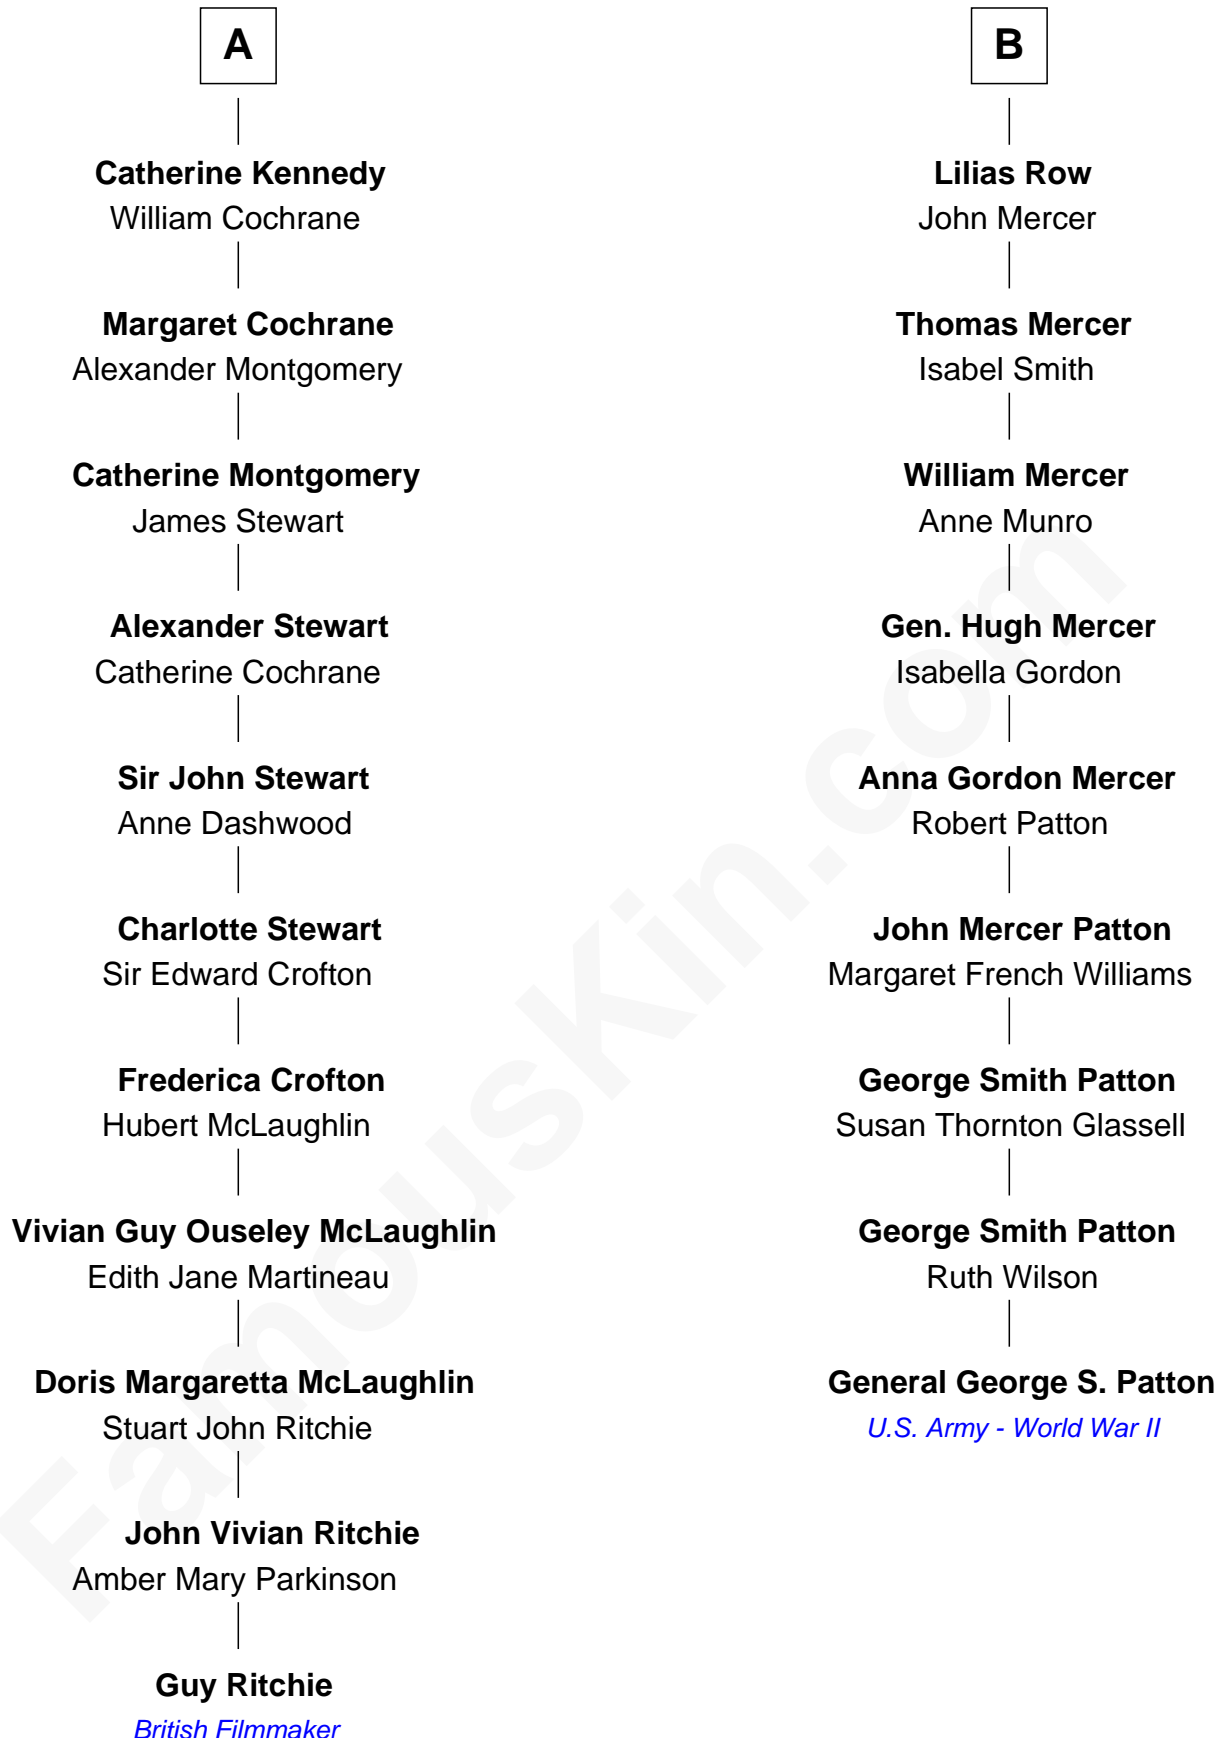 A
Catherine Kennedy
William Cochrane
Margaret Cochrane
Alexander Montgomery
Catherine Montgomery
James Stewart
Alexander Stewart
Catherine Cochrane
Sir John Stewart
Anne Dashwood
Charlotte Stewart
Sir Edward Crofton
Frederica Crofton
Hubert McLaughlin
Vivian Guy Ouseley McLaughlin
Edith Jane Martineau
Doris Margaretta McLaughlin
Stuart John Ritchie
John Vivian Ritchie
Amber Mary Parkinson
Guy Ritchie
British Filmmaker
B
Lilias Row
John Mercer
Thomas Mercer
Isabel Smith
William Mercer
Anne Munro
Gen. Hugh Mercer
Isabella Gordon
Anna Gordon Mercer
Robert Patton
John Mercer Patton
Margaret French Williams
George Smith Patton
Susan Thornton Glassell
George Smith Patton
Ruth Wilson
General George S. Patton
U.S. Army - World War II
FamousKin.com